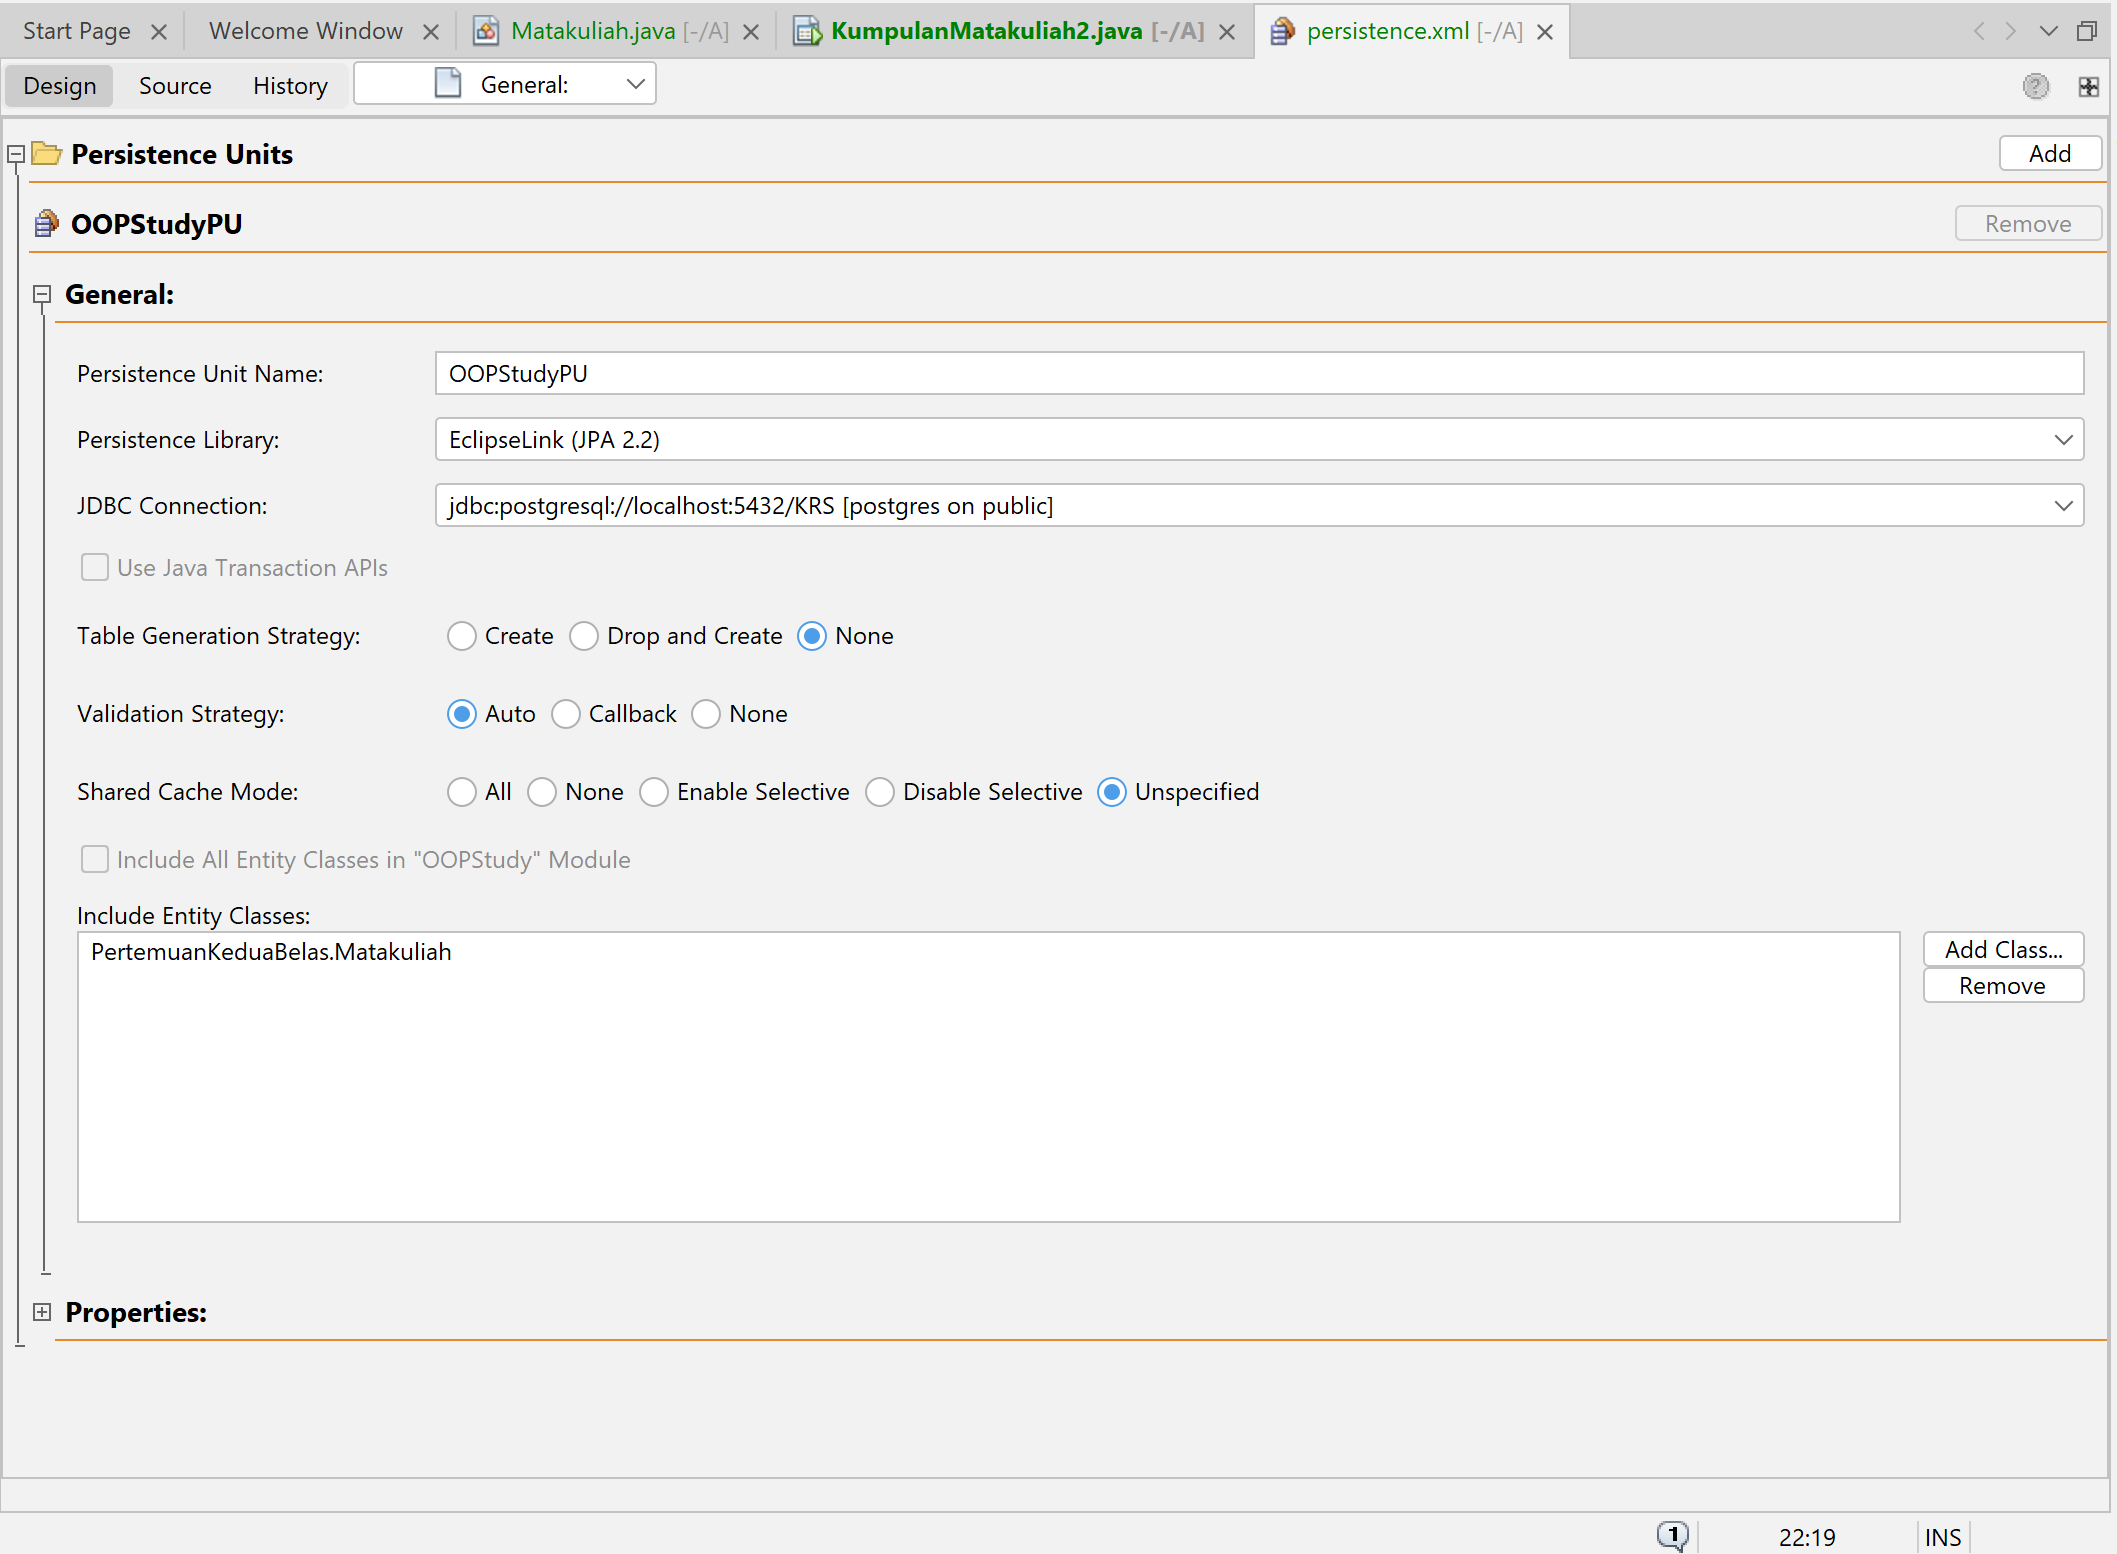 Start Page Welcome Window Matakuliah.java [-/A] KumpulanMatakuliah2.java [-/A] persistence.xml [-/A]
Design Source History General:
Persistence Units Add
OOPStudyPU Remove
General:
Persistence Unit Name: OOPStudyPU
Persistence Library: EclipseLink (JPA 2.2)
JDBC Connection: jdbc:postgresql://localhost:5432/KRS [postgres on public]
Use Java Transaction APIs
Table Generation Strategy: Create Drop and Create None
Validation Strategy: Auto Callback None
Shared Cache Mode: All None Enable Selective Disable Selective Unspecified
Include All Entity Classes in "OOPStudy" Module
Include Entity Classes:
PertemuanKeduaBelas.Matakuliah Add Class...
Remove
Properties:
1 22:19 INS